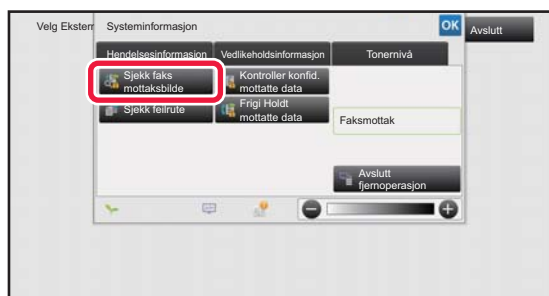 Velg Ekstern
Systeminformasjon
OK
Avslutt
Hendelsesinformasjon
Vedlikeholdsinformasjon
Tonernivå
Sjekk faks
mottaksbilde
Kontroller konfid.
mottatte data
Sjekk feilrute
Frigi Holdt
mottatte data
Faksmottak
Avslutt
fjernoperasjon